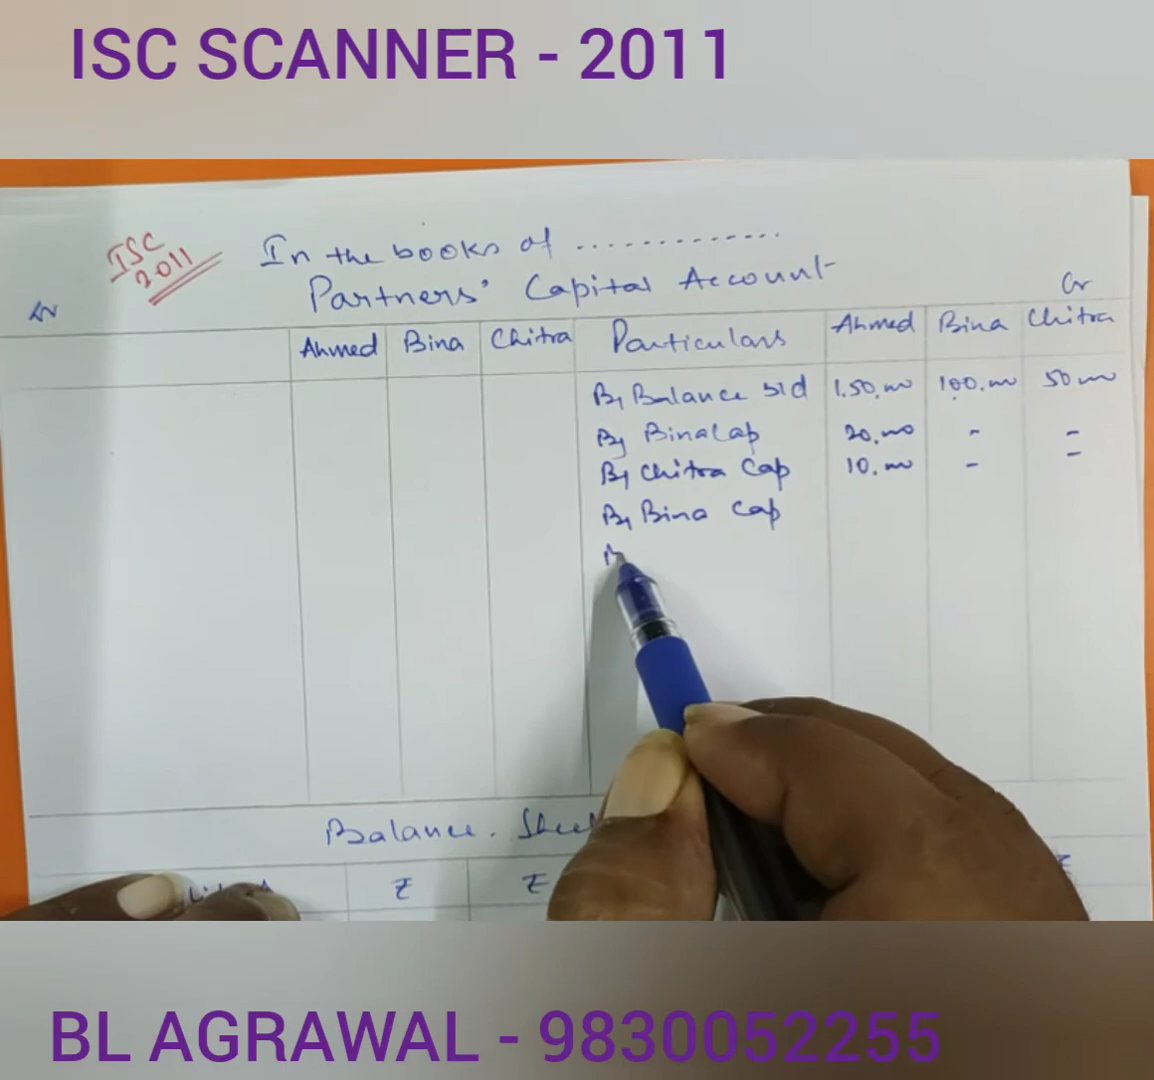 ISC SCANNER - 2011
ISC 2011
In the books of ..............
Partners' Capital Account
Dr
Cr
Ahmed Bina Chitra Particulars Ahmed Bina Chitra
By Balance b/d 1,50,000 100,000 50,000
By Bina Cap 20,000 - -
By Chitra Cap 10,000 - -
By Bina Cap
Balance Sheet
₹ ₹
BL AGRAWAL - 9830052255